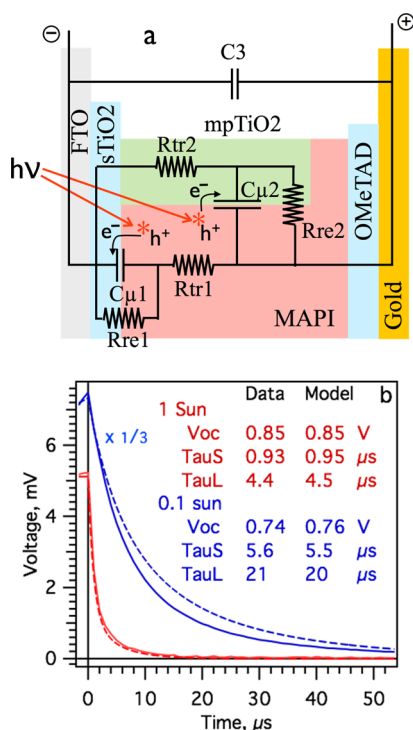 ⊖
a
⊕
C3
FTO
sTiO2
mpTiO2
Rtr2
hν
e⁻
Cμ2
Rre2
OMeTAD
Gold
*
*
h⁺
e⁻
h⁺
Cμ1
Rtr1
Rre1
MAPI
b
Data Model
1 Sun
x 1/3
Voc 0.85 0.85 V
TauS 0.93 0.95 μs
TauL 4.4 4.5 μs
0.1 sun
Voc 0.74 0.76 V
TauS 5.6 5.5 μs
TauL 21 20 μs
Voltage, mV
6
4
2
0
0 10 20 30 40 50
Time, μs